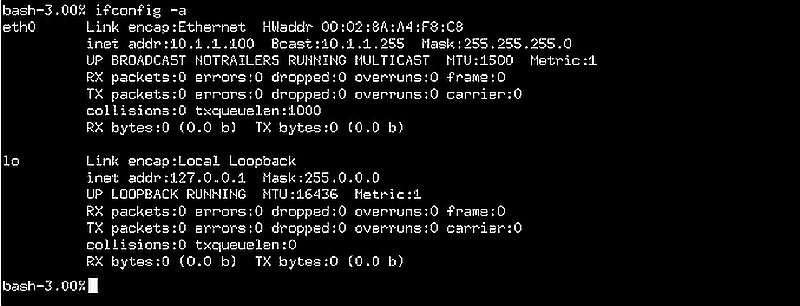 bash-3.00% ifconfig -a
eth0      Link encap:Ethernet  HWaddr 00:02:8A:A4:F8:C8
          inet addr:10.1.1.100  Bcast:10.1.1.255  Mask:255.255.255.0
          UP BROADCAST NOTRAILERS RUNNING MULTICAST  MTU:1500  Metric:1
          RX packets:0 errors:0 dropped:0 overruns:0 frame:0
          TX packets:0 errors:0 dropped:0 overruns:0 carrier:0
          collisions:0 txqueuelen:1000
          RX bytes:0 (0.0 b)  TX bytes:0 (0.0 b)
lo        Link encap:Local Loopback
          inet addr:127.0.0.1  Mask:255.0.0.0
          UP LOOPBACK RUNNING  MTU:16436  Metric:1
          RX packets:0 errors:0 dropped:0 overruns:0 frame:0
          TX packets:0 errors:0 dropped:0 overruns:0 carrier:0
          collisions:0 txqueuelen:0
          RX bytes:0 (0.0 b)  TX bytes:0 (0.0 b)
bash-3.00%